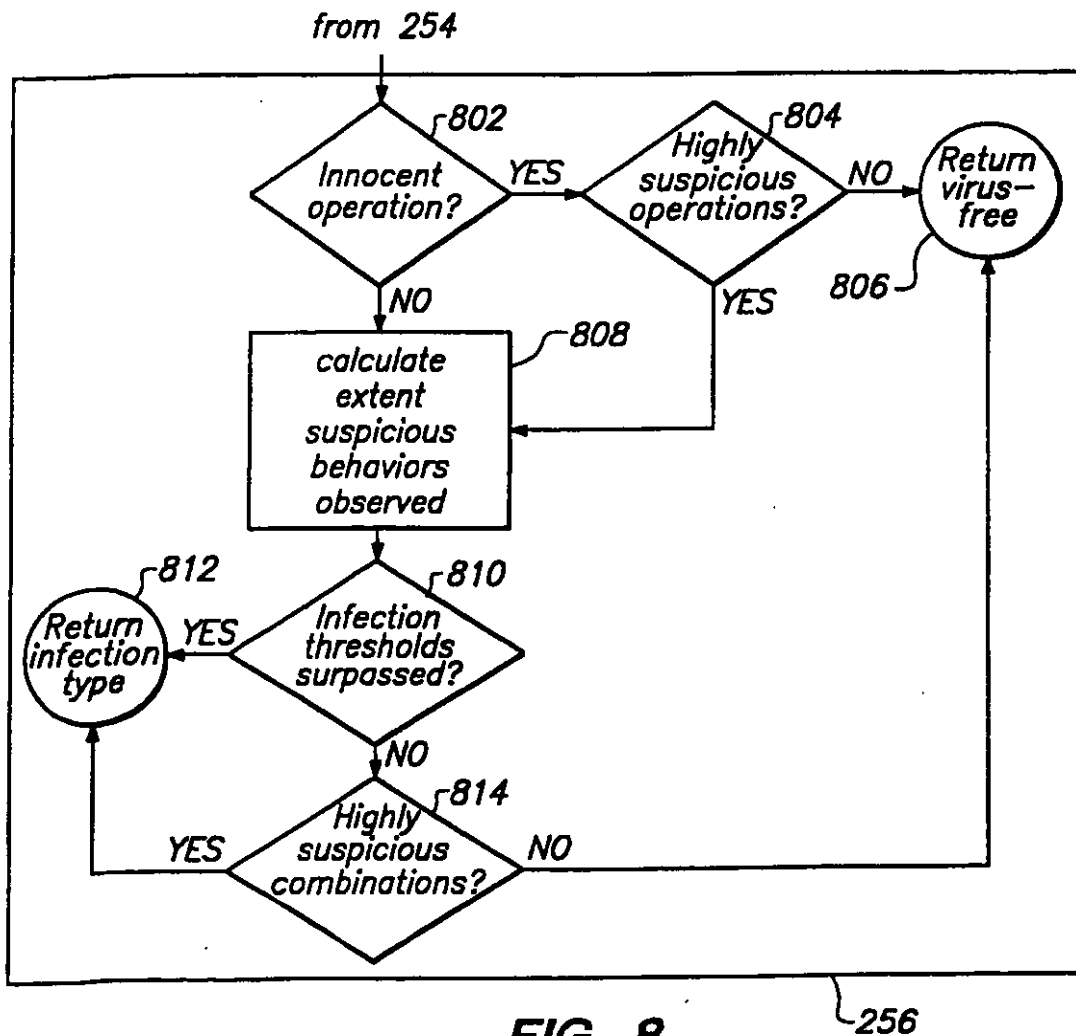 from 254
802
Innocent
operation?
YES
804
Highly
suspicious
operations?
NO
Return
virus-
free
806
NO
YES
808
calculate
extent
suspicious
behaviors
observed
810
Infection
thresholds
surpassed?
YES
812
Return
infection
type
NO
814
Highly
suspicious
combinations?
YES
NO
256
FIG. 8